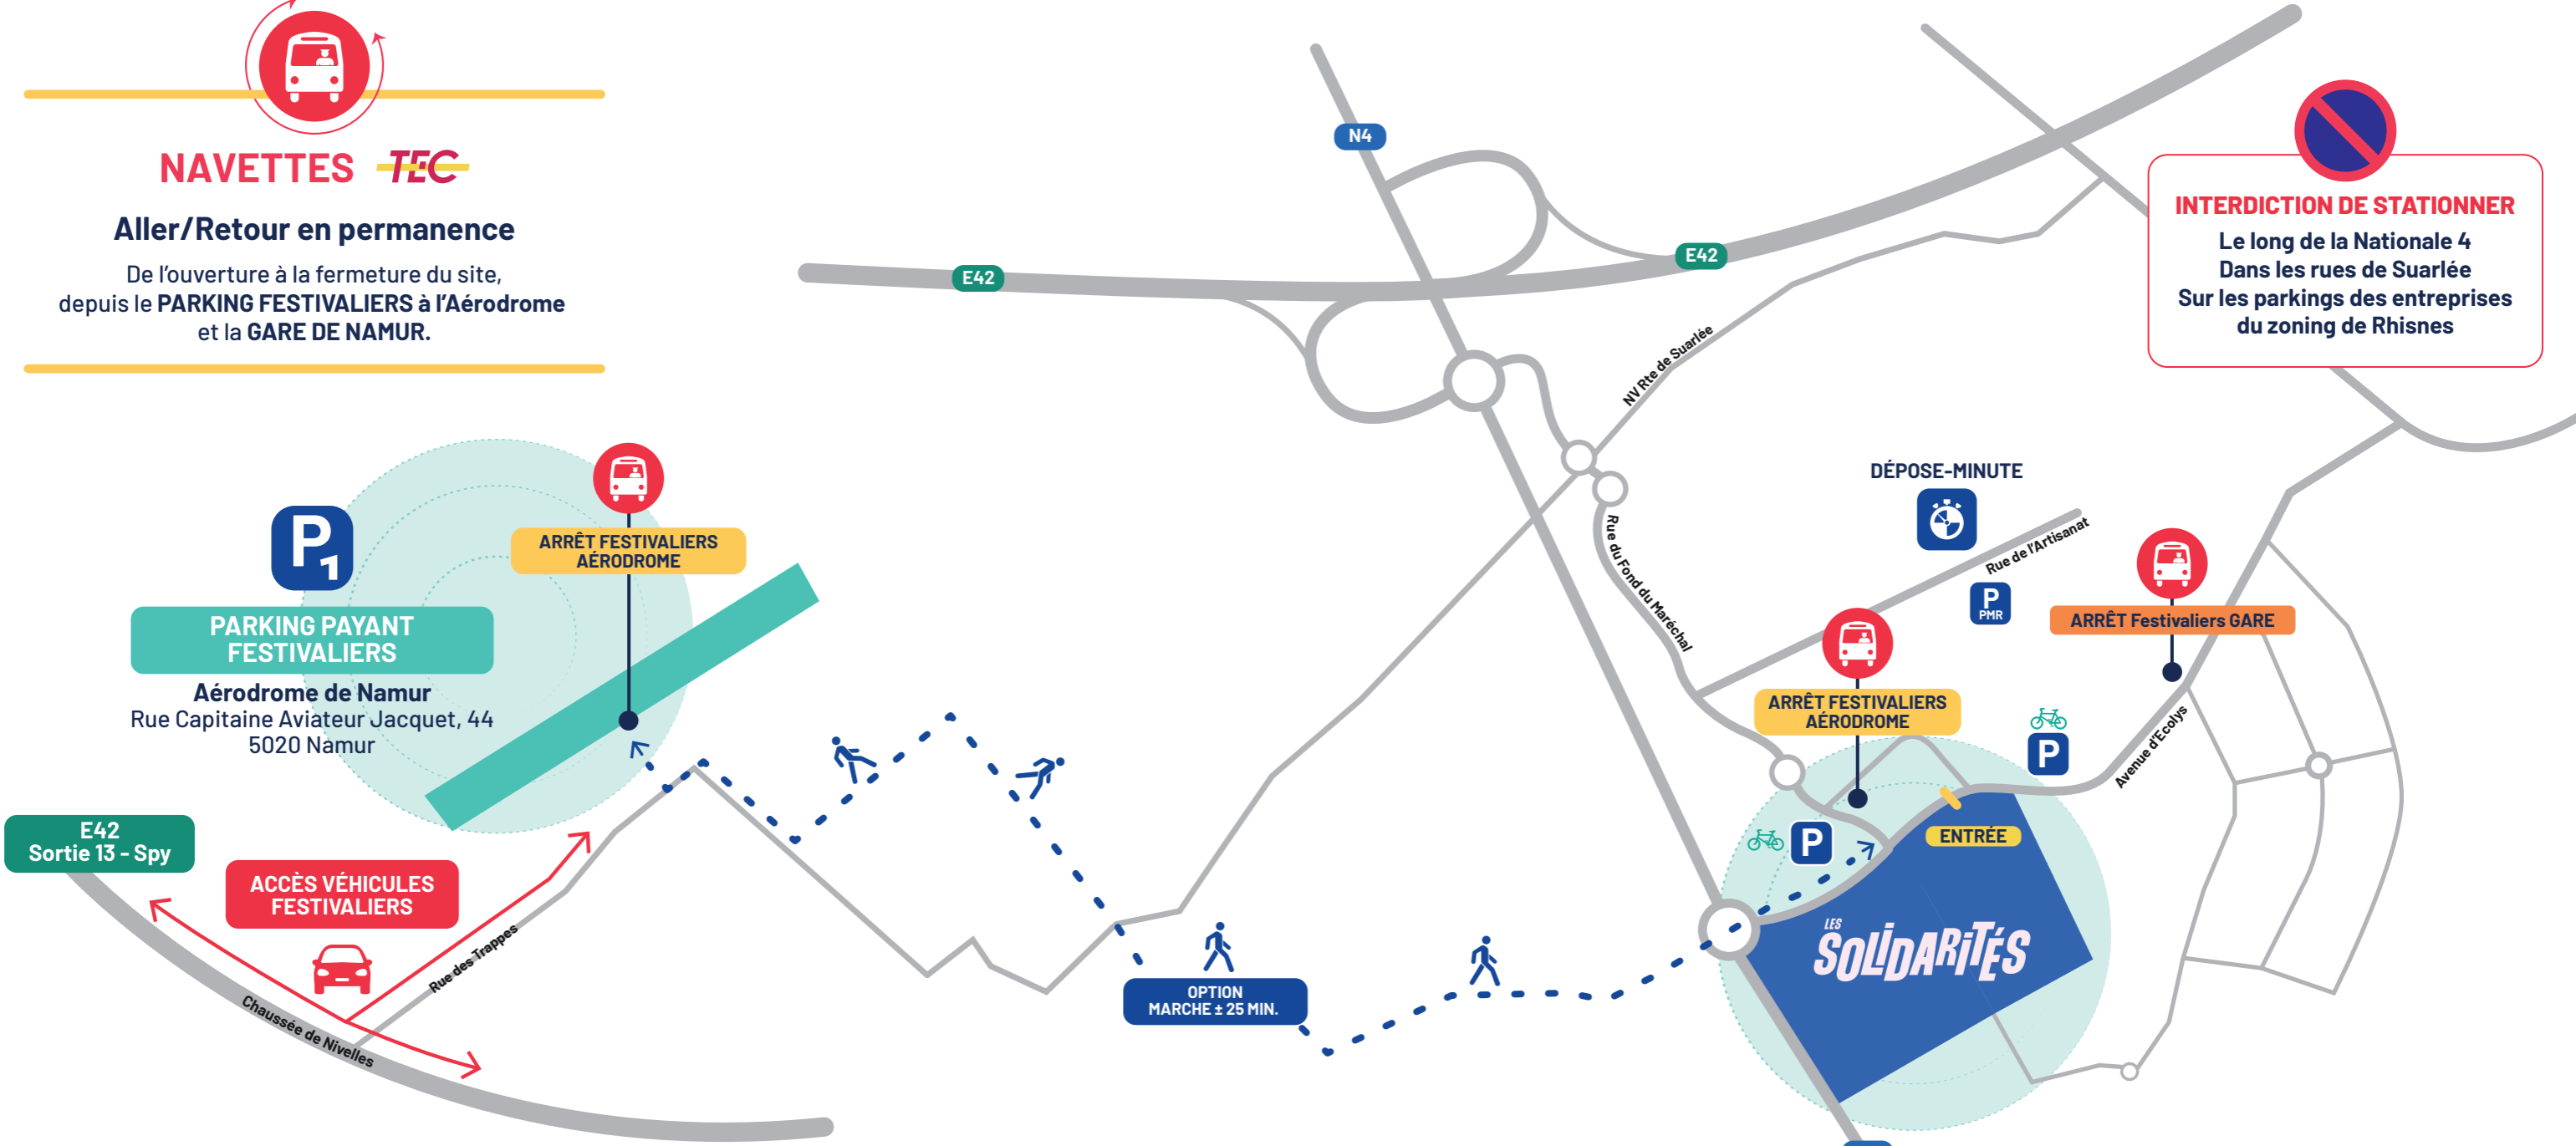 NAVETTES TEC
Aller/Retour en permanence
De l'ouverture à la fermeture du site,
depuis le PARKING FESTIVALIERS à l'Aérodrome
et la GARE DE NAMUR.
N4
E42
E42
INTERDICTION DE STATIONNER
Le long de la Nationale 4
Dans les rues de Suarlée
Sur les parkings des entreprises
du zoning de Rhisnes
NV Rte de Suarlée
P1
ARRÊT FESTIVALIERS
AÉRODROME
PARKING PAYANT
FESTIVALIERS
Aérodrome de Namur
Rue Capitaine Aviateur Jacquet, 44
5020 Namur
DÉPOSE-MINUTE
Rue de l'Artisanat
Rue du Fond du Maréchal
P
PMR
ARRÊT Festivaliers GARE
ARRÊT FESTIVALIERS
AÉRODROME
P
Avenue d'Ecolys
E42
Sortie 13 - Spy
ACCÈS VÉHICULES
FESTIVALIERS
Rue des Trappes
Chaussée de Nivelles
P
ENTRÉE
LES
SOLIDARITÉS
OPTION
MARCHE ± 25 MIN.